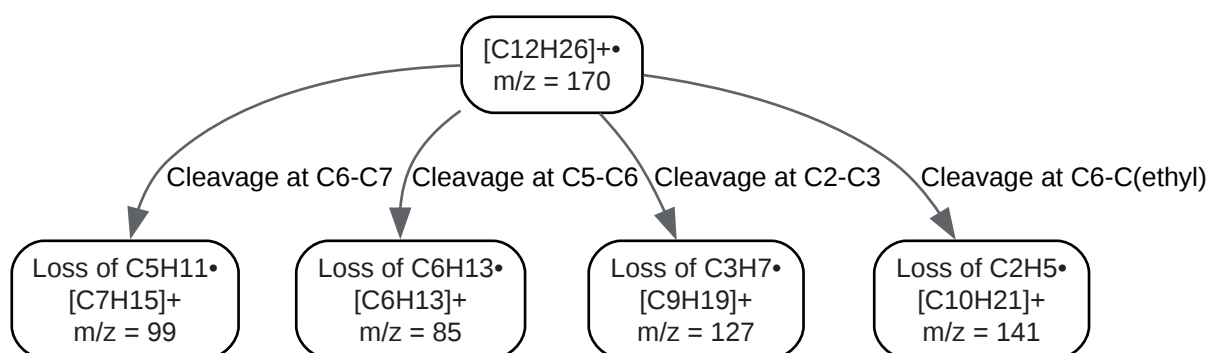 [C12H26]+•
m/z = 170
Cleavage at C6-C7
Cleavage at C5-C6
Cleavage at C2-C3
Cleavage at C6-C(ethyl)
Loss of C5H11•
[C7H15]+
m/z = 99
Loss of C6H13•
[C6H13]+
m/z = 85
Loss of C3H7•
[C9H19]+
m/z = 127
Loss of C2H5•
[C10H21]+
m/z = 141